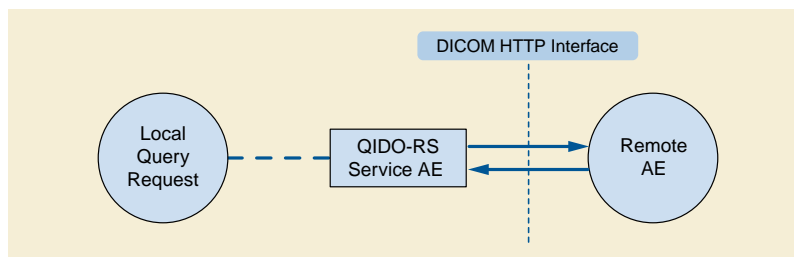 DICOM HTTP Interface
Local
Query
Request
QIDO-RS
Service AE
Remote
AE